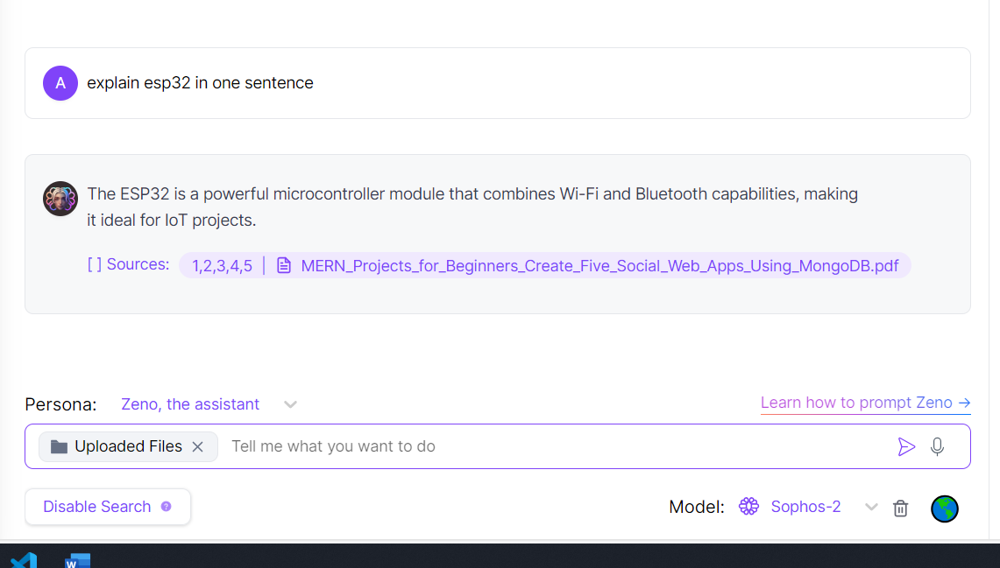 A explain esp32 in one sentence
The ESP32 is a powerful microcontroller module that combines Wi-Fi and Bluetooth capabilities, making
it ideal for IoT projects.
[ ] Sources: 1,2,3,4,5 | MERN_Projects_for_Beginners_Create_Five_Social_Web_Apps_Using_MongoDB.pdf
Persona: Zeno, the assistant Learn how to prompt Zeno →
Uploaded Files Tell me what you want to do
Disable Search ? Model: Sophos-2
W